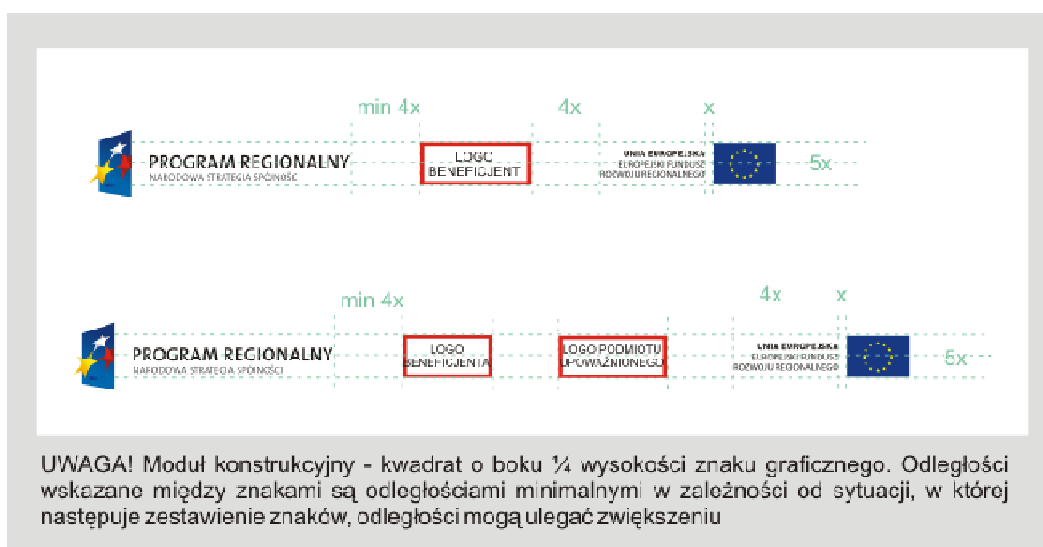 min 4x 4x x
PROGRAM REGIONALNY
NARODOWA STRATEGIA SPÓJNOŚC
LOGO
BENEFICJENT
UNIA EUROPEJSKA
EUROPEJSKI FUNDUSZ
ROZWOJU REGIONALNEGO
5x
min 4x 4x x
PROGRAM REGIONALNY
NARODOWA STRATEGIA SPÓJNOŚCI
LOGO
BENEFICJENTA
LOGO PODMIOTU
UPOWAŻNIONEGO
UNIA EUROPEJSKA
EUROPEJSKI FUNDUSZ
ROZWOJU REGIONALNEGO
5x
UWAGA! Moduł konstrukcyjny - kwadrat o boku ¼ wysokości znaku graficznego. Odległości
wskazane między znakami są odległościami minimalnymi w zależności od sytuacji, w której
następuje zestawienie znaków, odległości mogą ulegać zwiększeniu